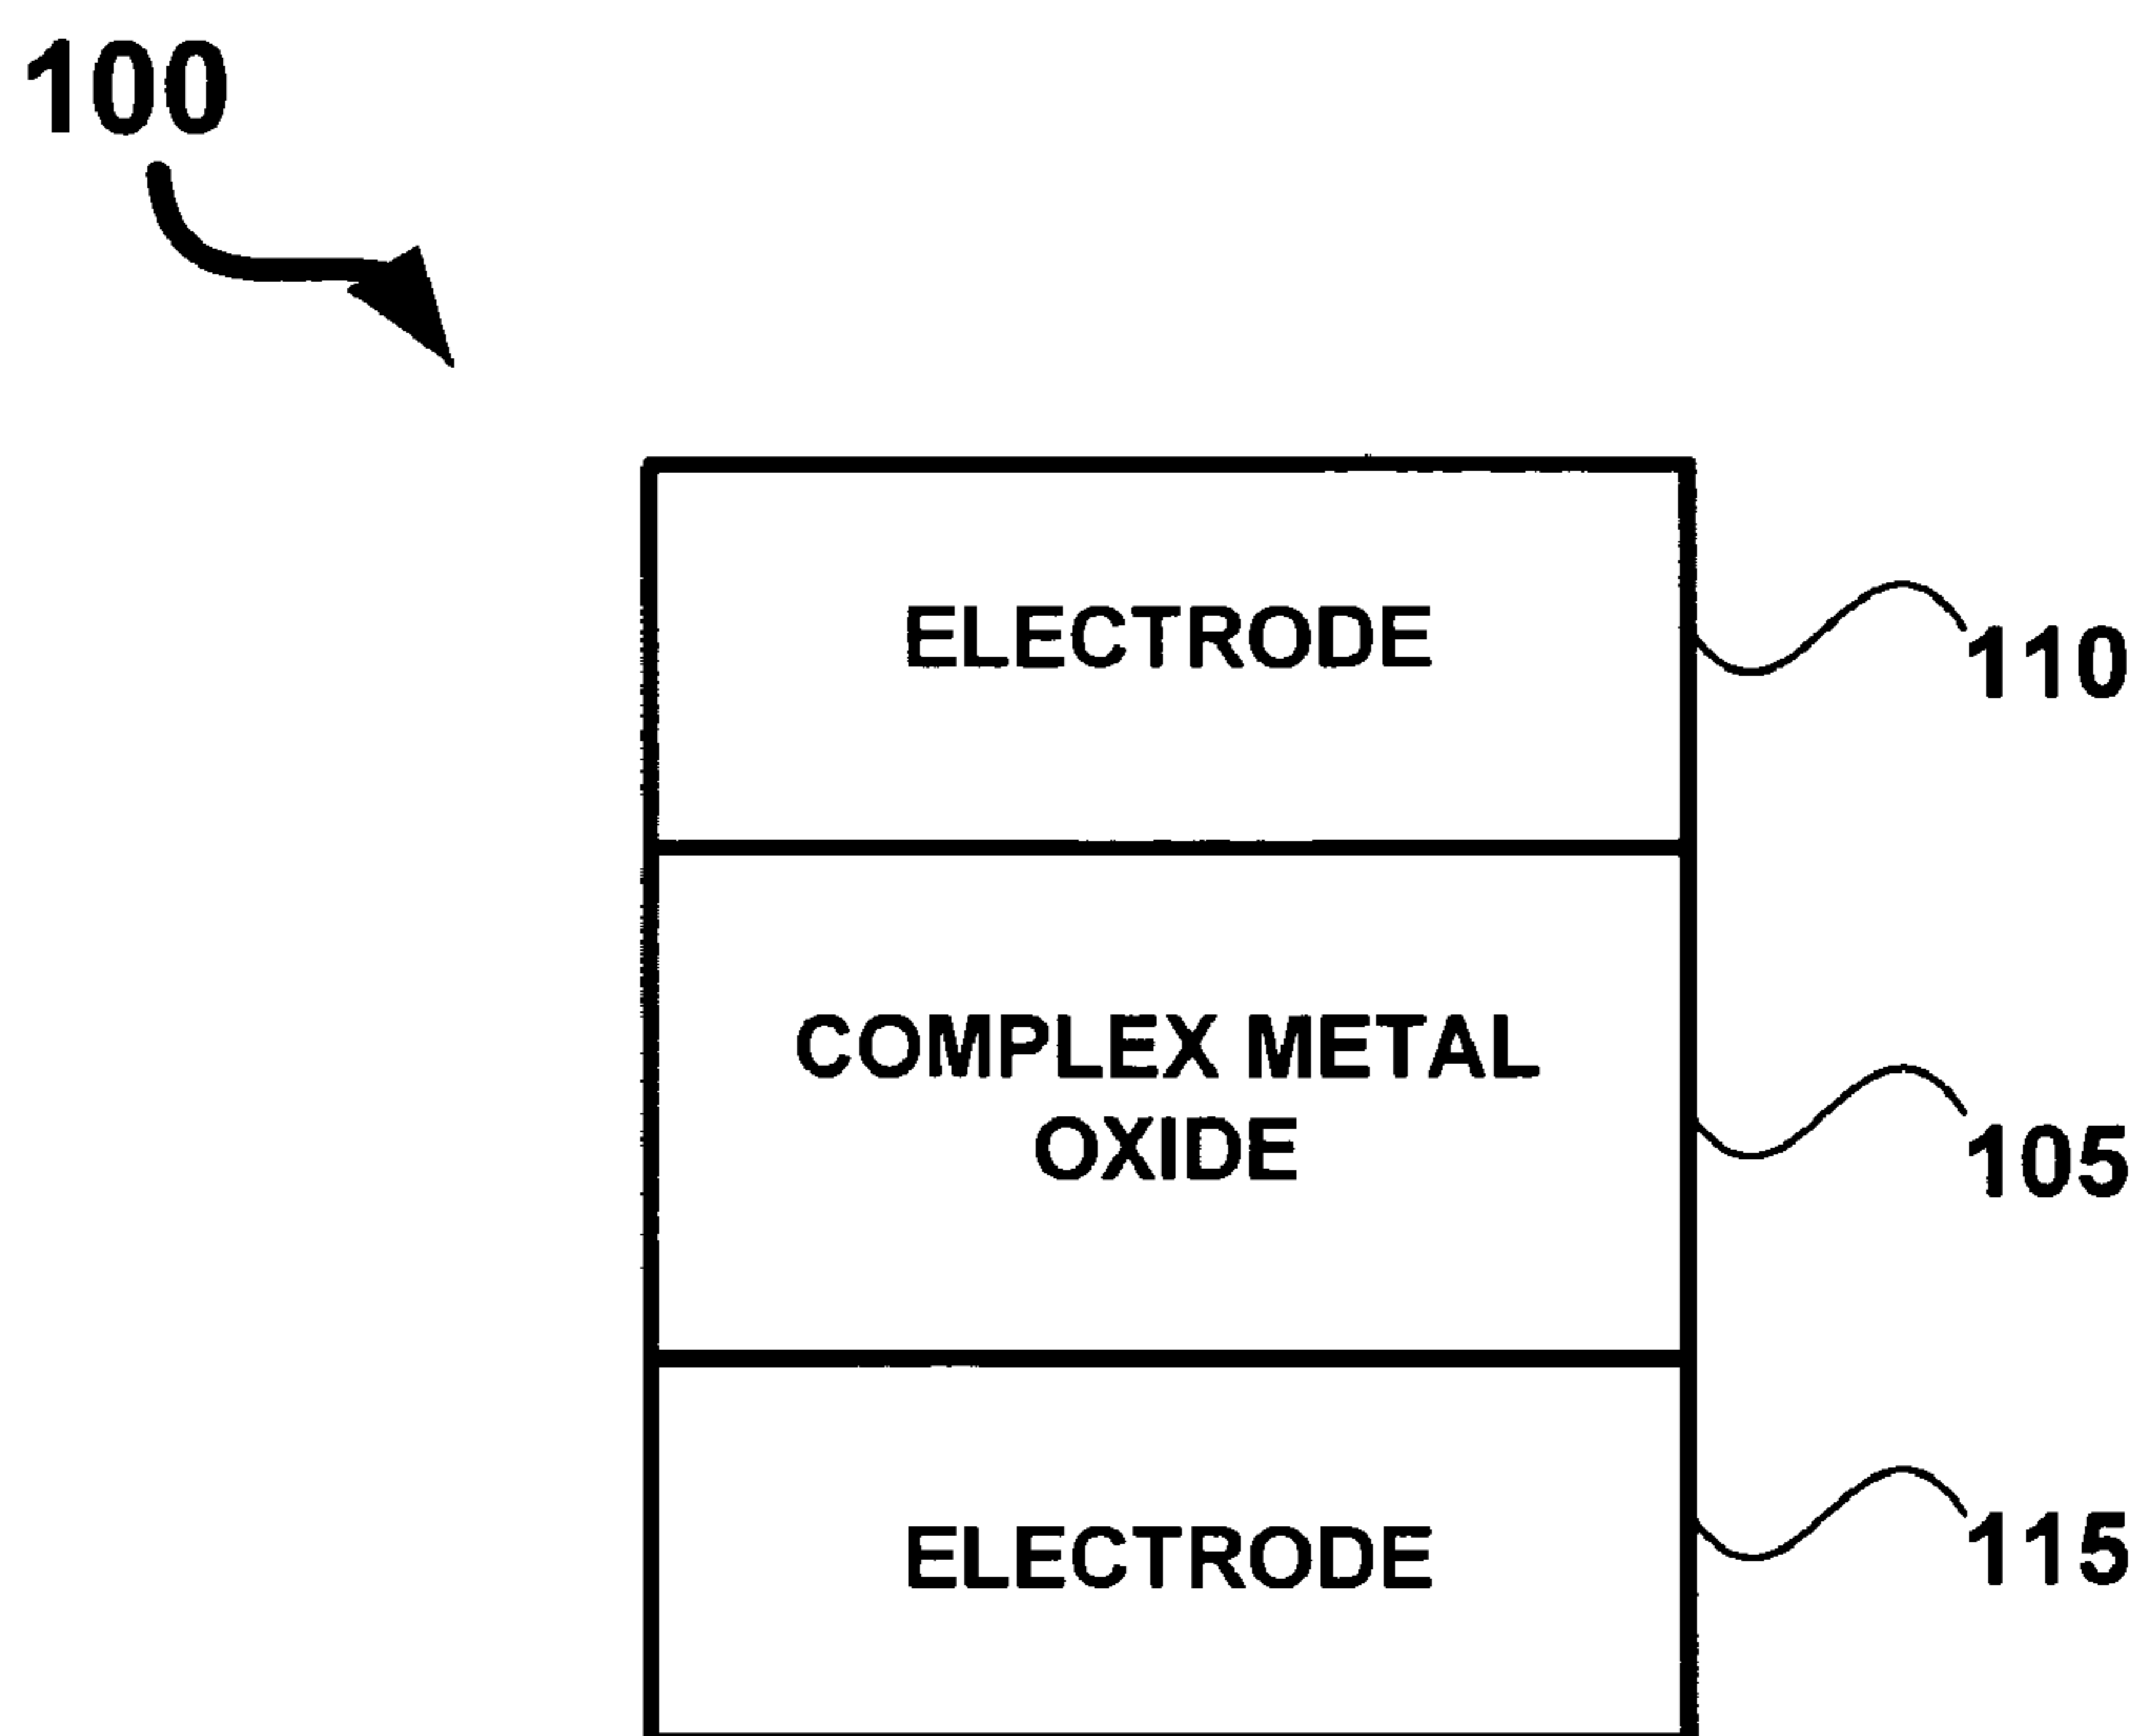 100
ELECTRODE
110
COMPLEX METAL
OXIDE
105
ELECTRODE
115